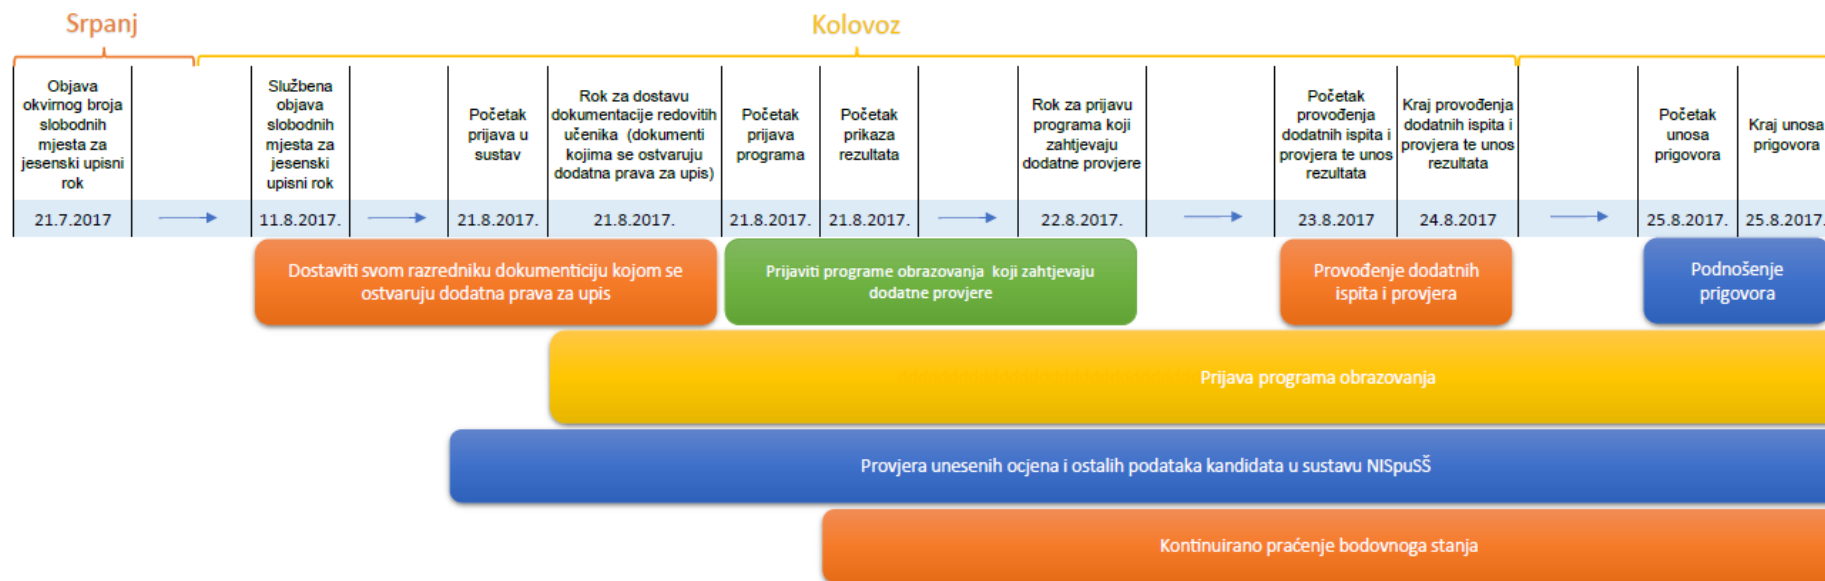 Srpanj
Kolovoz
Objava
okvirnog broja
slobodnih
mjesta za
jesenski upisni
rok
Službena
objava
slobodnih
mjesta za
jesenski
upisni rok
Početak
prijava u
sustav
Rok za dostavu
dokumentacije redovitih
učenika (dokumenti
kojima se ostvaruju
dodatna prava za upis)
Početak
prijava
programa
Početak
prikaza
rezultata
Rok za prijavu
programa koji
zahtjevaju
dodatne provjere
Početak
provođenja
dodatnih ispita i
provjera te unos
rezultata
Kraj provođenja
dodatnih ispita i
provjera te unos
rezultata
Početak
unosa
prigovora
Kraj unosa
prigovora
21.7.2017
11.8.2017.
21.8.2017.
21.8.2017.
21.8.2017.
21.8.2017.
22.8.2017.
23.8.2017
24.8.2017
25.8.2017.
25.8.2017.
Dostaviti svom razredniku dokumenticiju kojom se
ostvaruju dodatna prava za upis
Prijaviti programe obrazovanja koji zahtjevaju
dodatne provjere
Provođenje dodatnih
ispita i provjera
Podnošenje
prigovora
Prijava programa obrazovanja
Provjera unesenih ocjena i ostalih podataka kandidata u sustavu NISpuSŠ
Kontinuirano praćenje bodovnoga stanja